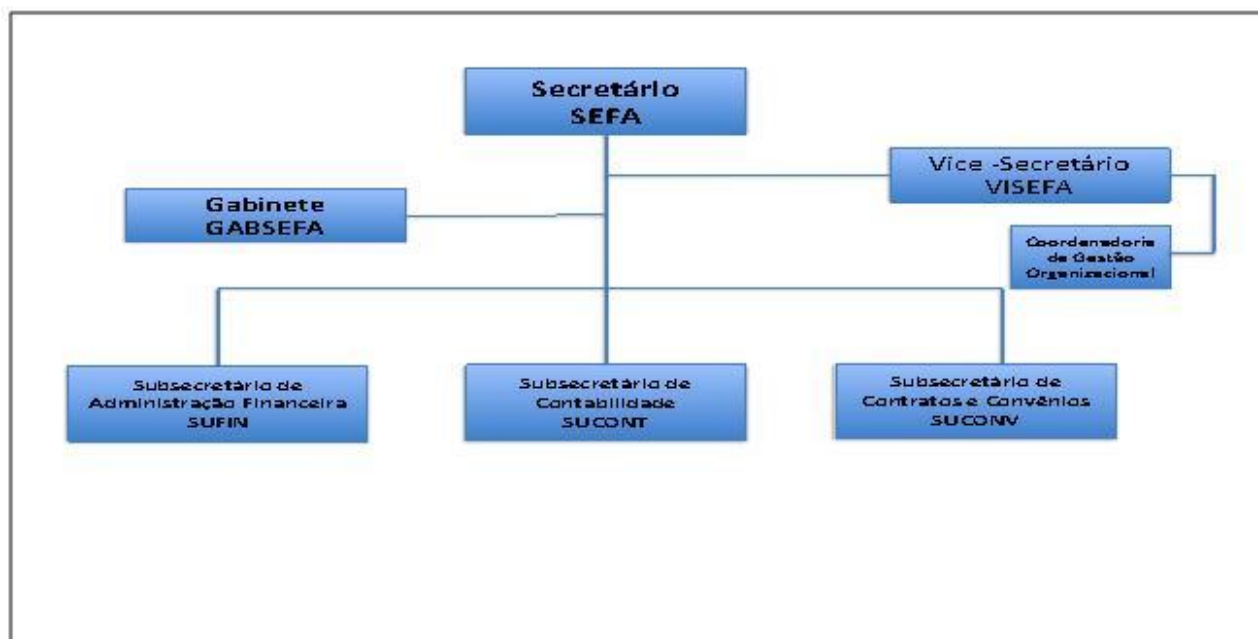 Secretário
SEFA
Vice -Secretário
VISEFA
Gabinete
GABSEFA
Coordenadoria
de Gestão
Organizacional
Subsecretário de
Administração Financeira
SUFIN
Subsecretário de
Contabilidade
SUCONT
Subsecretário de
Contratos e Convênios
SUCONV